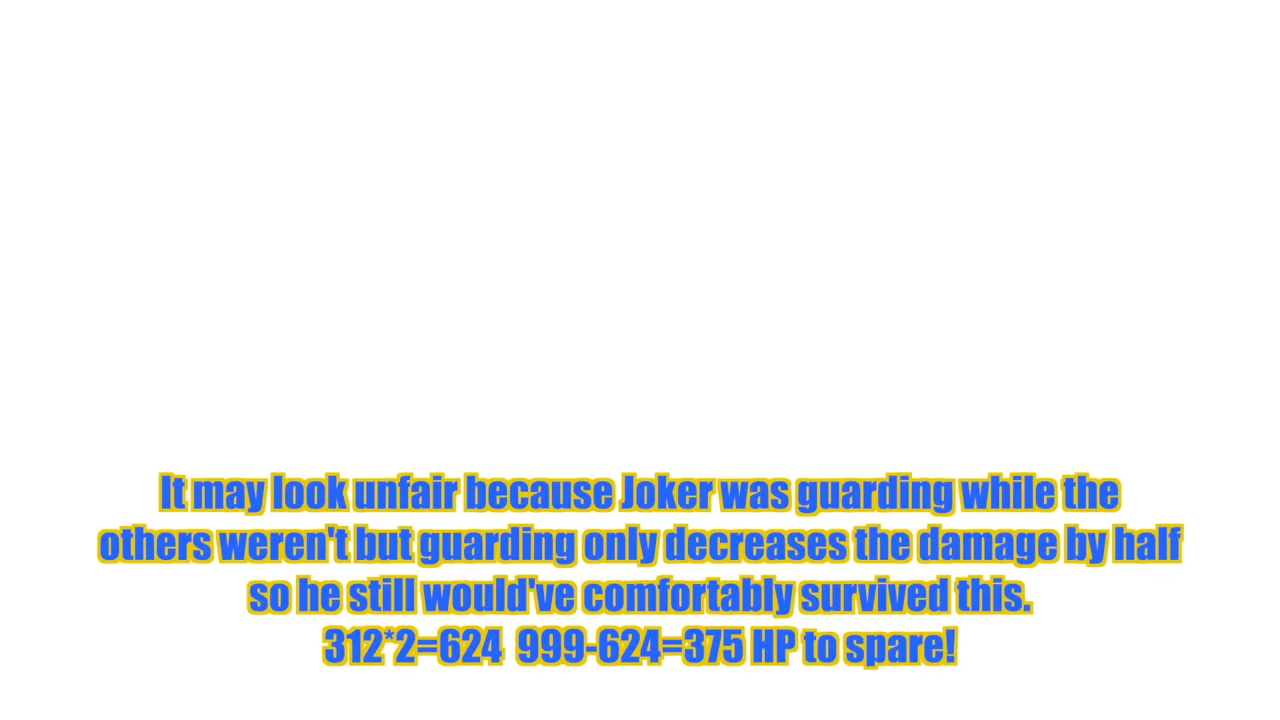 It may look unfair because Joker was guarding while the
others weren't but guarding only decreases the damage by half
so he still would've comfortably survived this.
312*2=624  999-624=375 HP to spare!